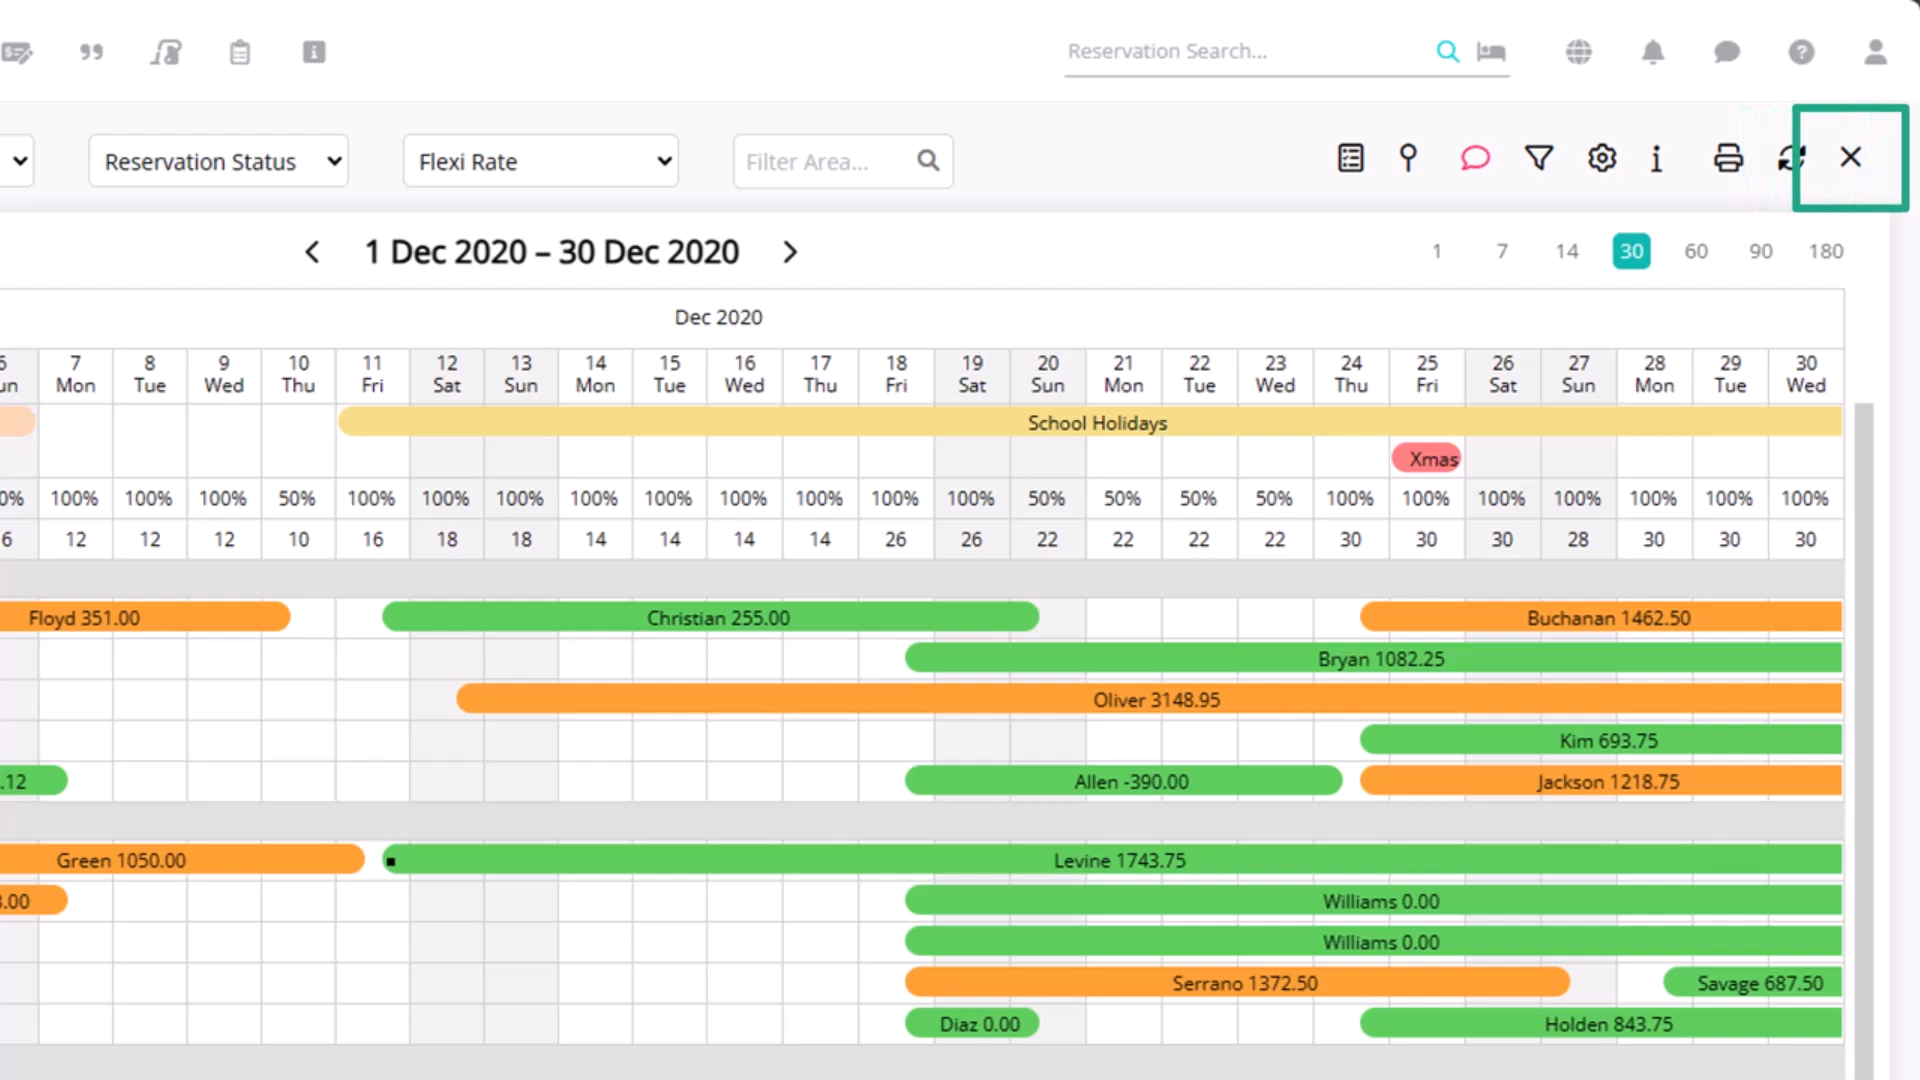 Reservation Search...
Reservation Status
Flexi Rate
Filter Area...
1 Dec 2020 – 30 Dec 2020
1 7 14 30 60 90 180
Dec 2020
7 8 9 10 11 12 13 14 15 16 17 18 19 20 21 22 23 24 25 26 27 28 29 30
Mon Tue Wed Thu Fri Sat Sun Mon Tue Wed Thu Fri Sat Sun Mon Tue Wed Thu Fri Sat Sun Mon Tue Wed
School Holidays
Xmas
0% 100% 100% 100% 50% 100% 100% 100% 100% 100% 100% 100% 100% 100% 50% 50% 50% 50% 100% 100% 100% 100% 100% 100% 100%
6 12 12 12 10 16 18 18 14 14 14 14 26 26 22 22 22 22 30 30 30 28 30 30 30
Floyd 351.00 Christian 255.00 Buchanan 1462.50
Bryan 1082.25
Oliver 3148.95
Kim 693.75
.12 Allen -390.00 Jackson 1218.75
Green 1050.00 Levine 1743.75
.00 Williams 0.00
Williams 0.00
Serrano 1372.50 Savage 687.50
Diaz 0.00 Holden 843.75